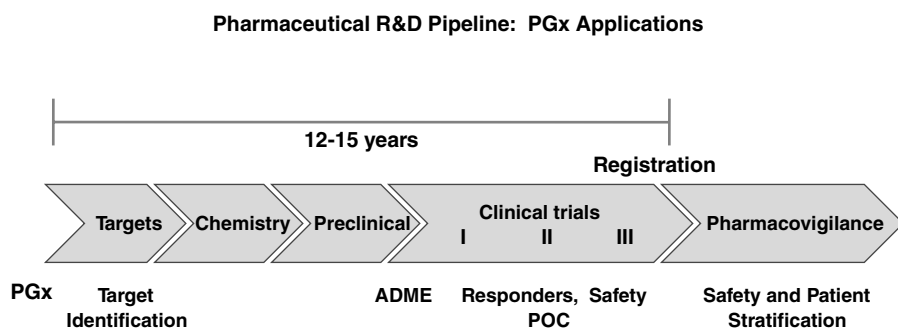 Pharmaceutical R&D Pipeline: PGx Applications
12-15 years
Registration
Targets Chemistry Preclinical Clinical trials Pharmacovigilance
I II III
PGx Target ADME Responders, Safety Safety and Patient
Identification POC Stratification